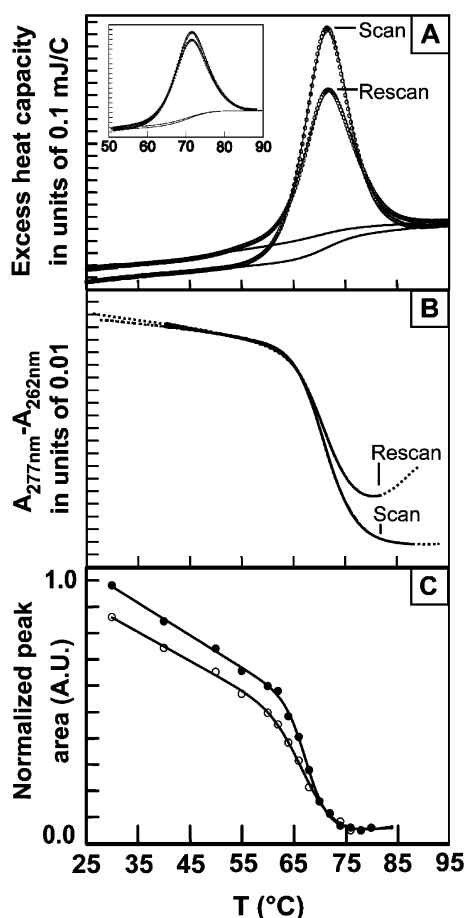 A
Scan
Rescan
50 60 70 80 90
Excess heat capacity
in units of 0.1 mJ/C
B
Rescan
Scan
A277nm-A262nm
in units of 0.01
C
1.0
0.0
Normalized peak
area (A.U.)
25 35 45 55 65 75 85 95
T (°C)